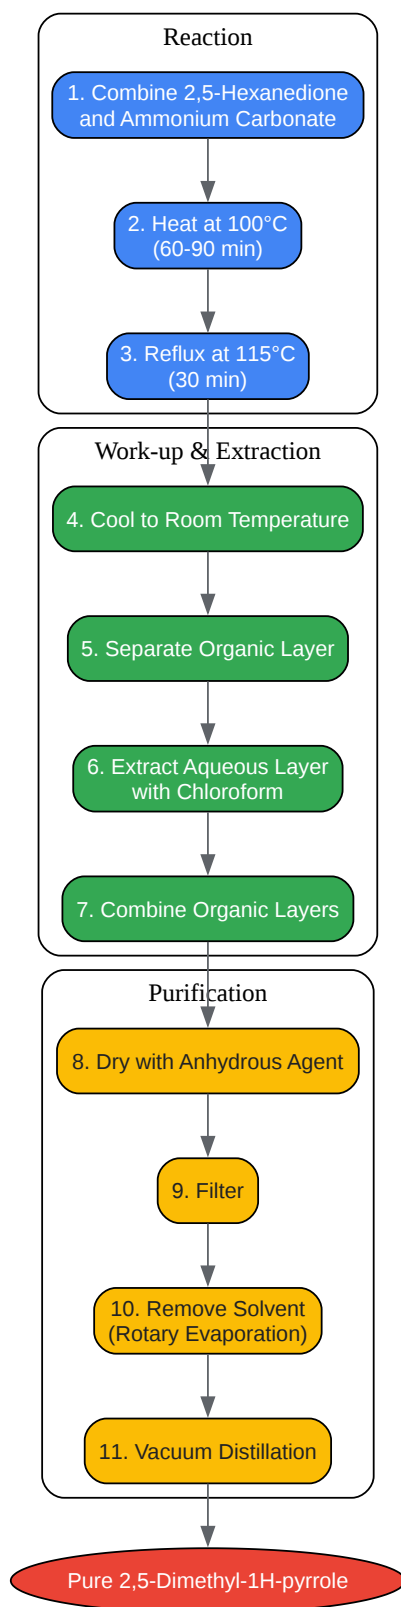 Reaction
1. Combine 2,5-Hexanedione
and Ammonium Carbonate
2. Heat at 100°C
(60-90 min)
3. Reflux at 115°C
(30 min)
Work-up & Extraction
4. Cool to Room Temperature
5. Separate Organic Layer
6. Extract Aqueous Layer
with Chloroform
7. Combine Organic Layers
Purification
8. Dry with Anhydrous Agent
9. Filter
10. Remove Solvent
(Rotary Evaporation)
11. Vacuum Distillation
Pure 2,5-Dimethyl-1H-pyrrole